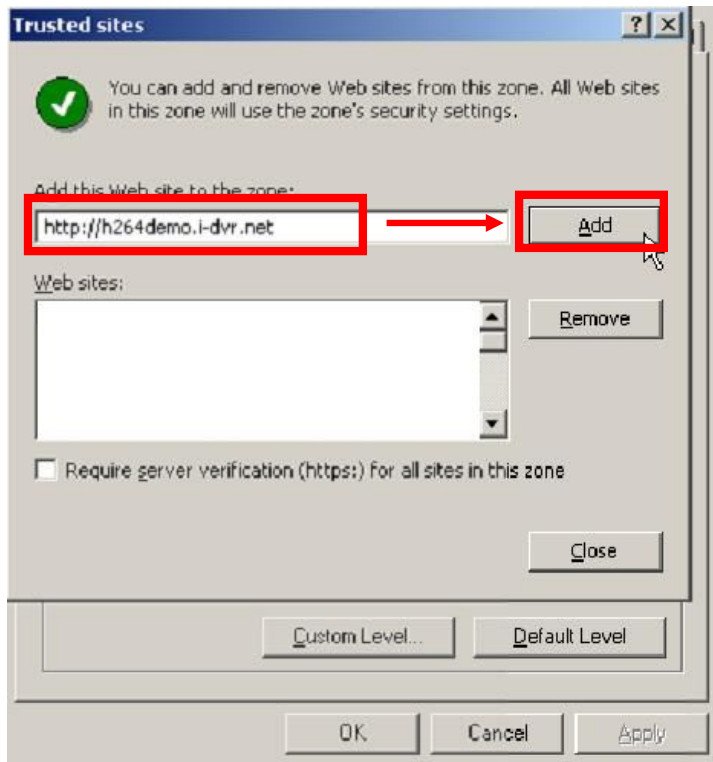 Trusted sites
You can add and remove Web sites from this zone. All Web sites
in this zone will use the zone's security settings.
Add this Web site to the zone:
http://h264demo.i-dvr.net
Add
Web sites:
Remove
Require server verification (https:) for all sites in this zone
Close
Custom Level...
Default Level
OK
Cancel
Apply